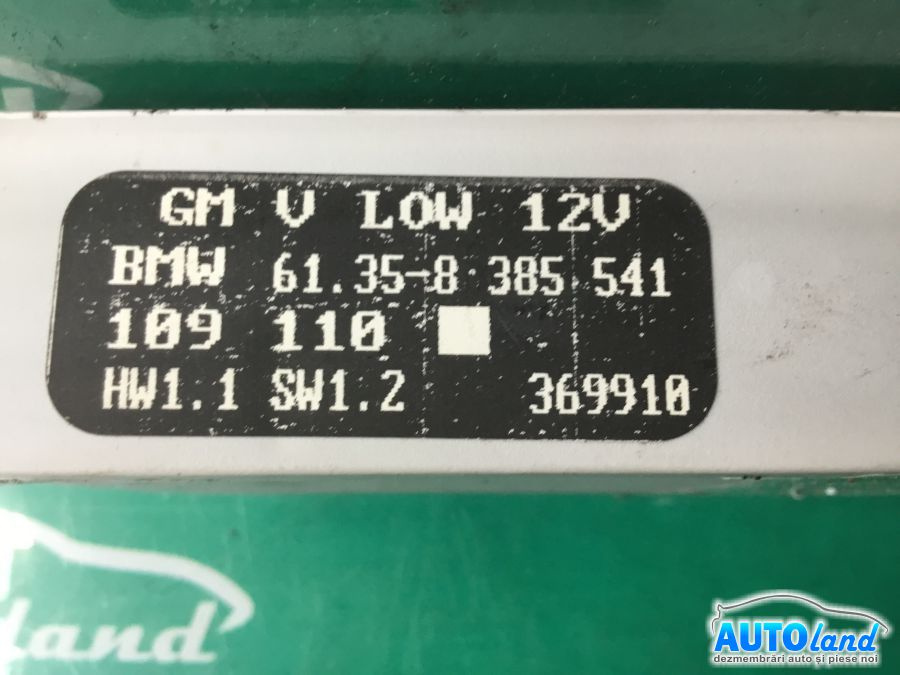 GM V LOW 12V
BMW 61.35-8 385 541
109 110
HW1.1 SW1.2 369910
land
AUTOland
dezmembrări auto și piese noi